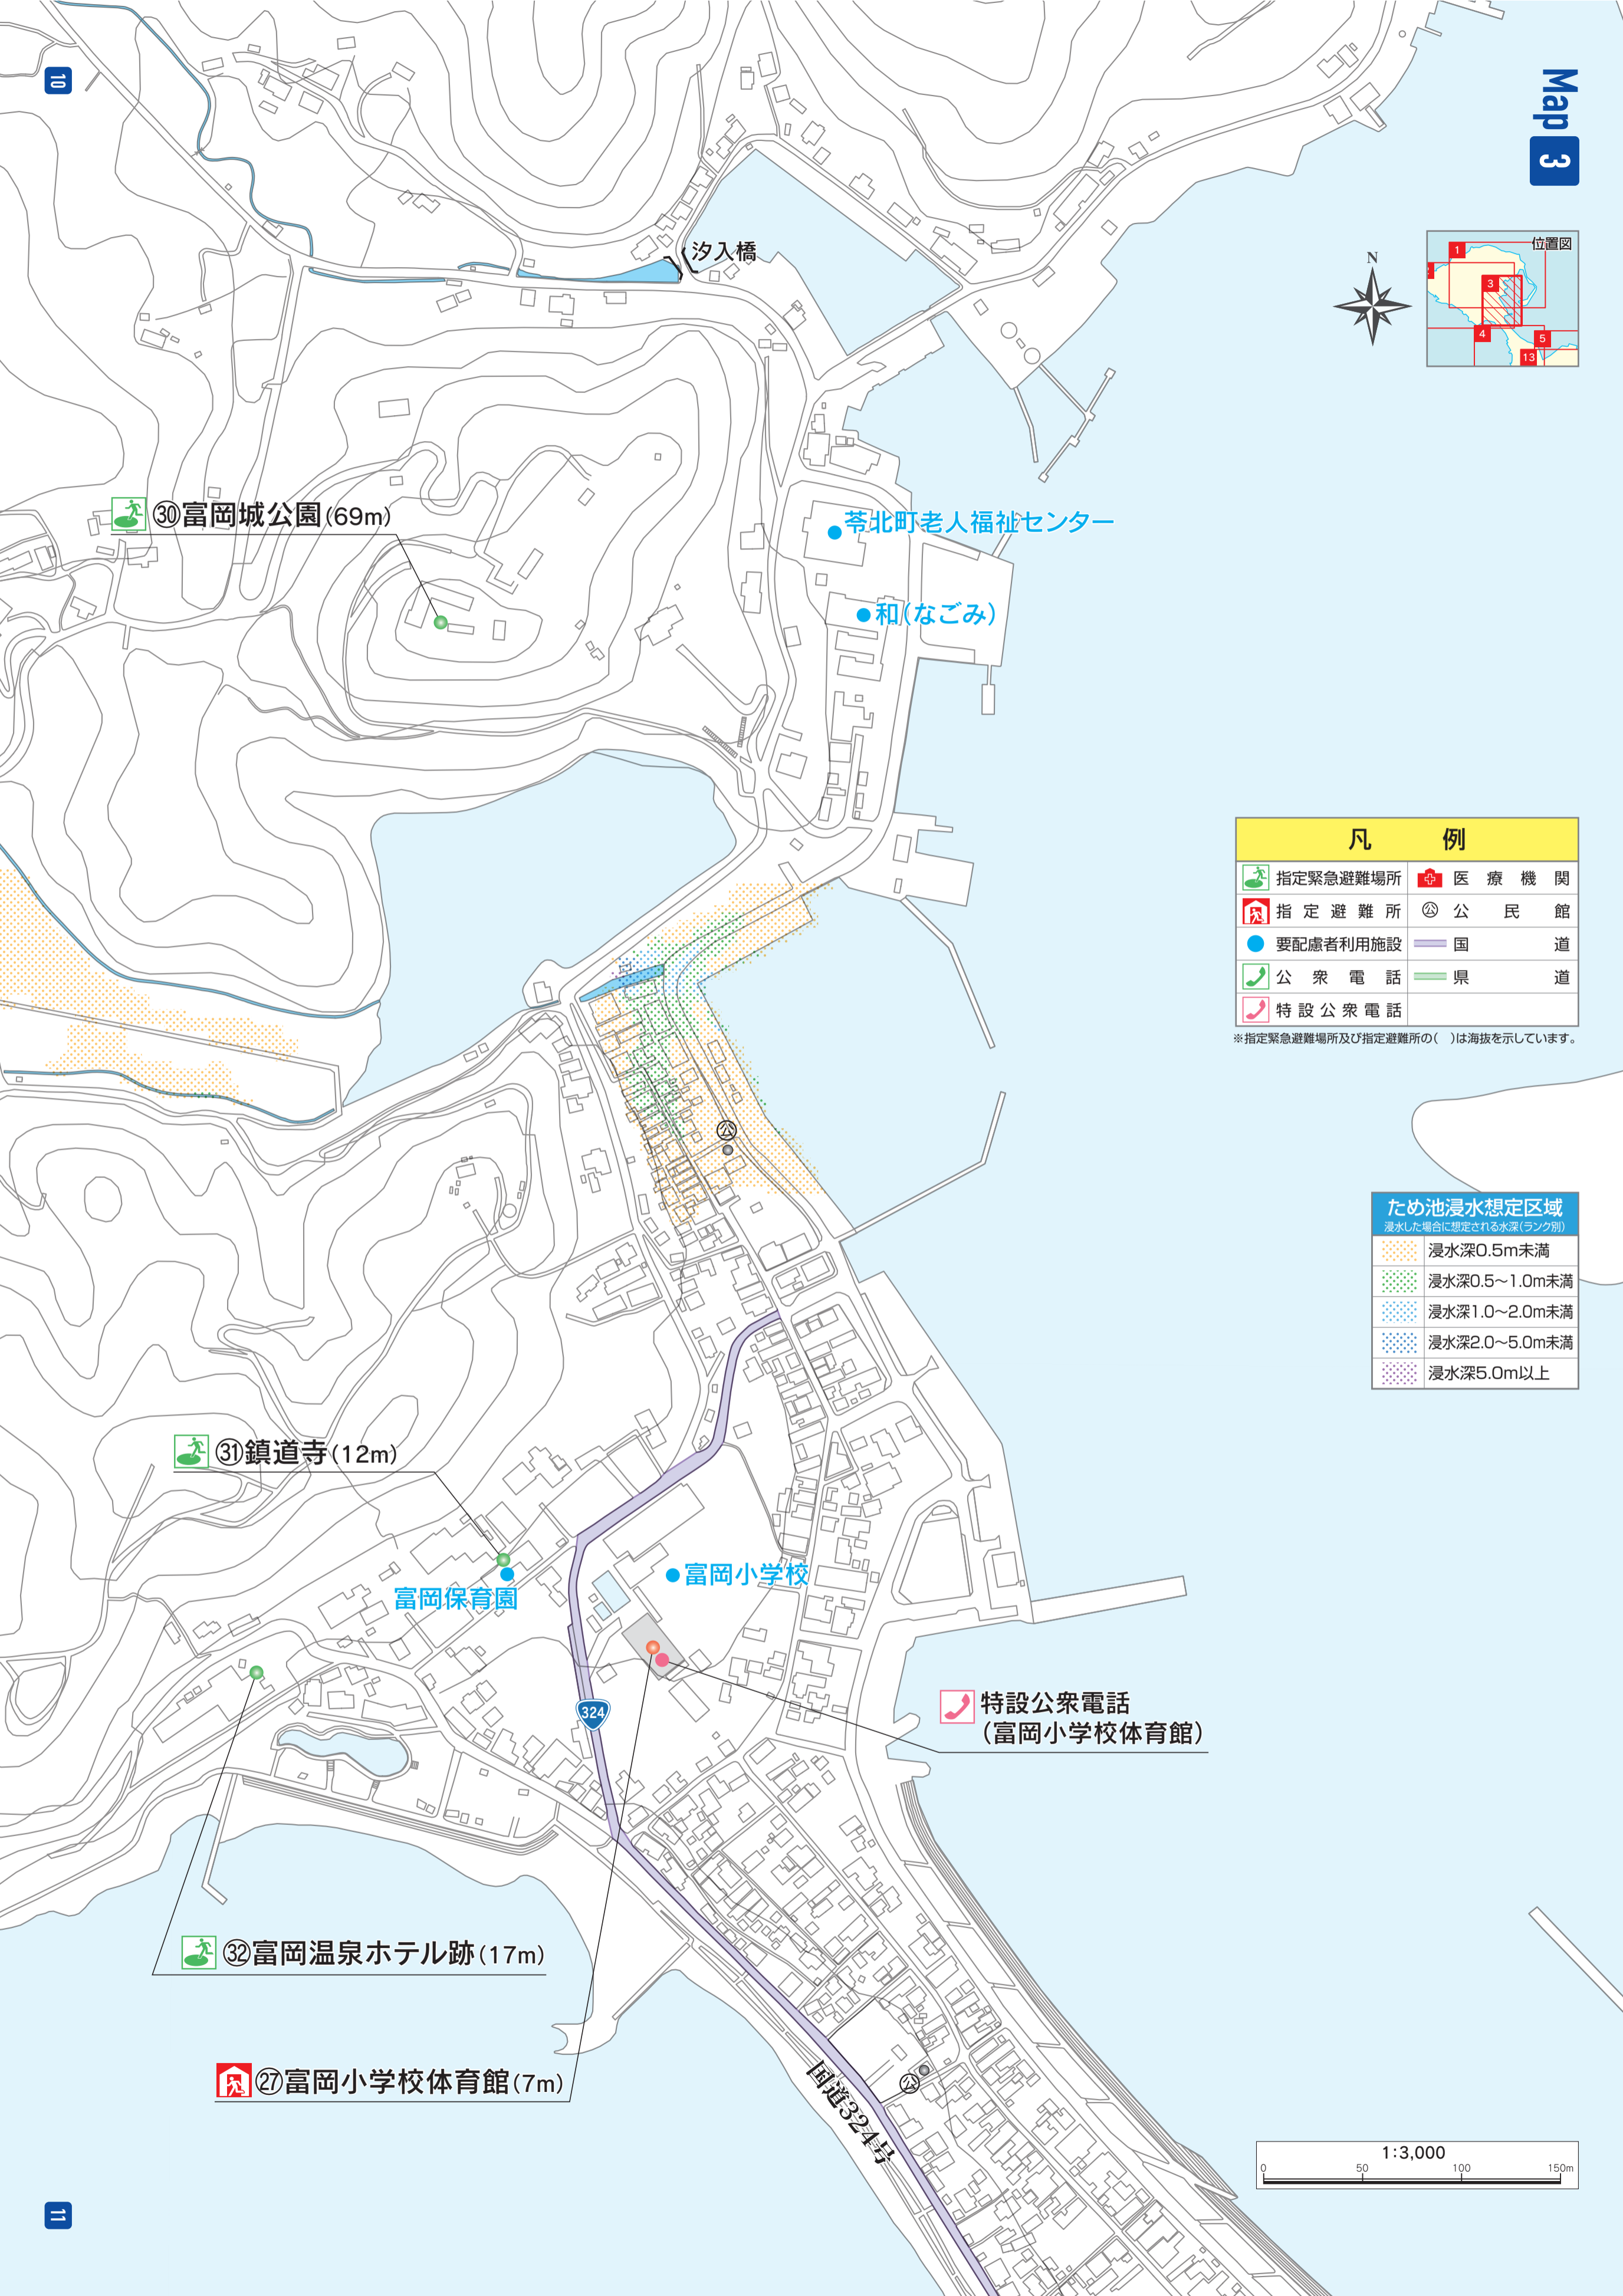 10
Map 3
位置図
1
3
4
5
13
N
汐入橋
㉚富岡城公園(69m)
苓北町老人福祉センター
和(なごみ)
凡 例
指定緊急避難場所
医療機関
指定避難所
公 公民館
要配慮者利用施設
国道
公衆電話
県道
特設公衆電話
※指定緊急避難場所及び指定避難所の( )は海抜を示しています。
公
ため池浸水想定区域
浸水した場合に想定される水深(ランク別)
浸水深0.5m未満
浸水深0.5～1.0m未満
浸水深1.0～2.0m未満
浸水深2.0～5.0m未満
浸水深5.0m以上
㉛鎮道寺(12m)
富岡保育園
富岡小学校
324
特設公衆電話
(富岡小学校体育館)
㉜富岡温泉ホテル跡(17m)
㉗富岡小学校体育館(7m)
国道324号
公
1:3,000
0 50 100 150m
11